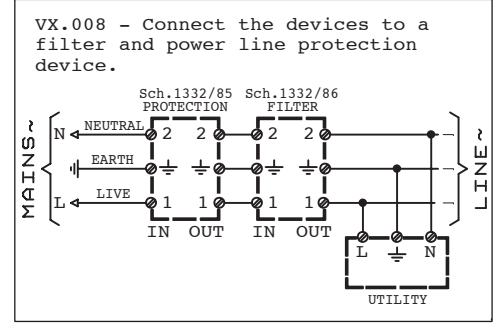 VX.008 - Connect the devices to a
filter and power line protection
device.
Sch.1332/85 Sch.1332/86
PROTECTION FILTER
MAINS~
N NEUTRAL 2 2 2 2
EARTH
L LIVE 1 1 1 1
IN OUT IN OUT
LINE~
L N
UTILITY